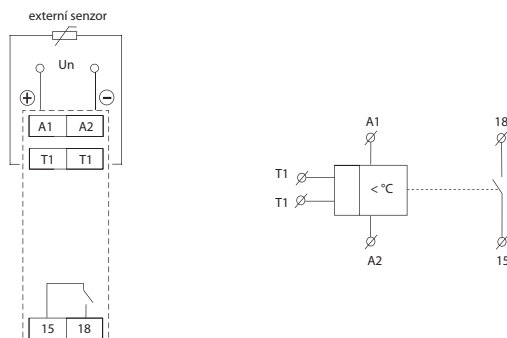 externí senzor
Un
+ −
A1 A2
T1 T1
15 18
A1 18
T1
< °C
T1
A2 15